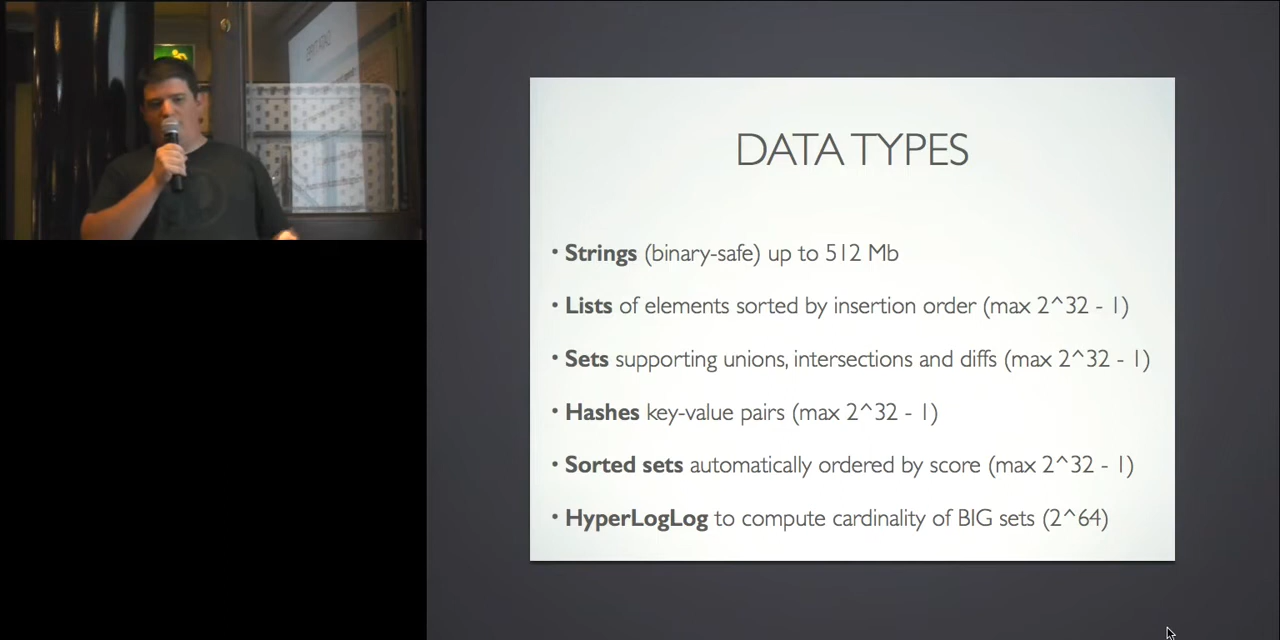 DATA TYPES
• Strings (binary-safe) up to 512 Mb
• Lists of elements sorted by insertion order (max 2^32 - 1)
• Sets supporting unions, intersections and diffs (max 2^32 - 1)
• Hashes key-value pairs (max 2^32 - 1)
• Sorted sets automatically ordered by score (max 2^32 - 1)
• HyperLogLog to compute cardinality of BIG sets (2^64)